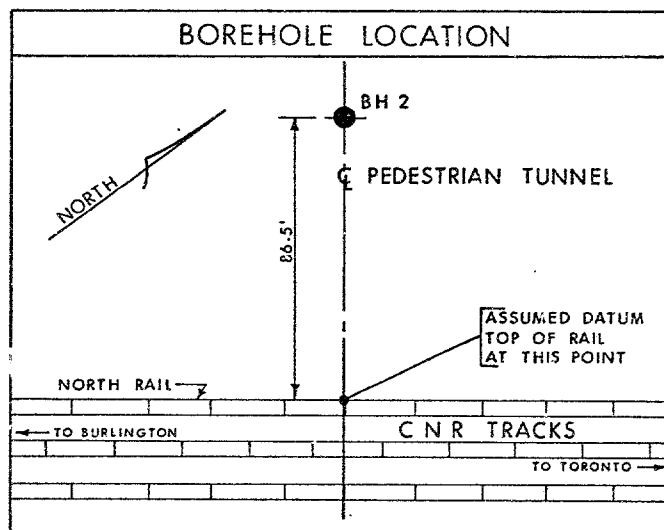 BOREHOLE LOCATION
BH 2
℄ PEDESTRIAN TUNNEL
NORTH
86.5'
ASSUMED DATUM
TOP OF RAIL
AT THIS POINT
NORTH RAIL
TO BURLINGTON
C N R TRACKS
TO TORONTO